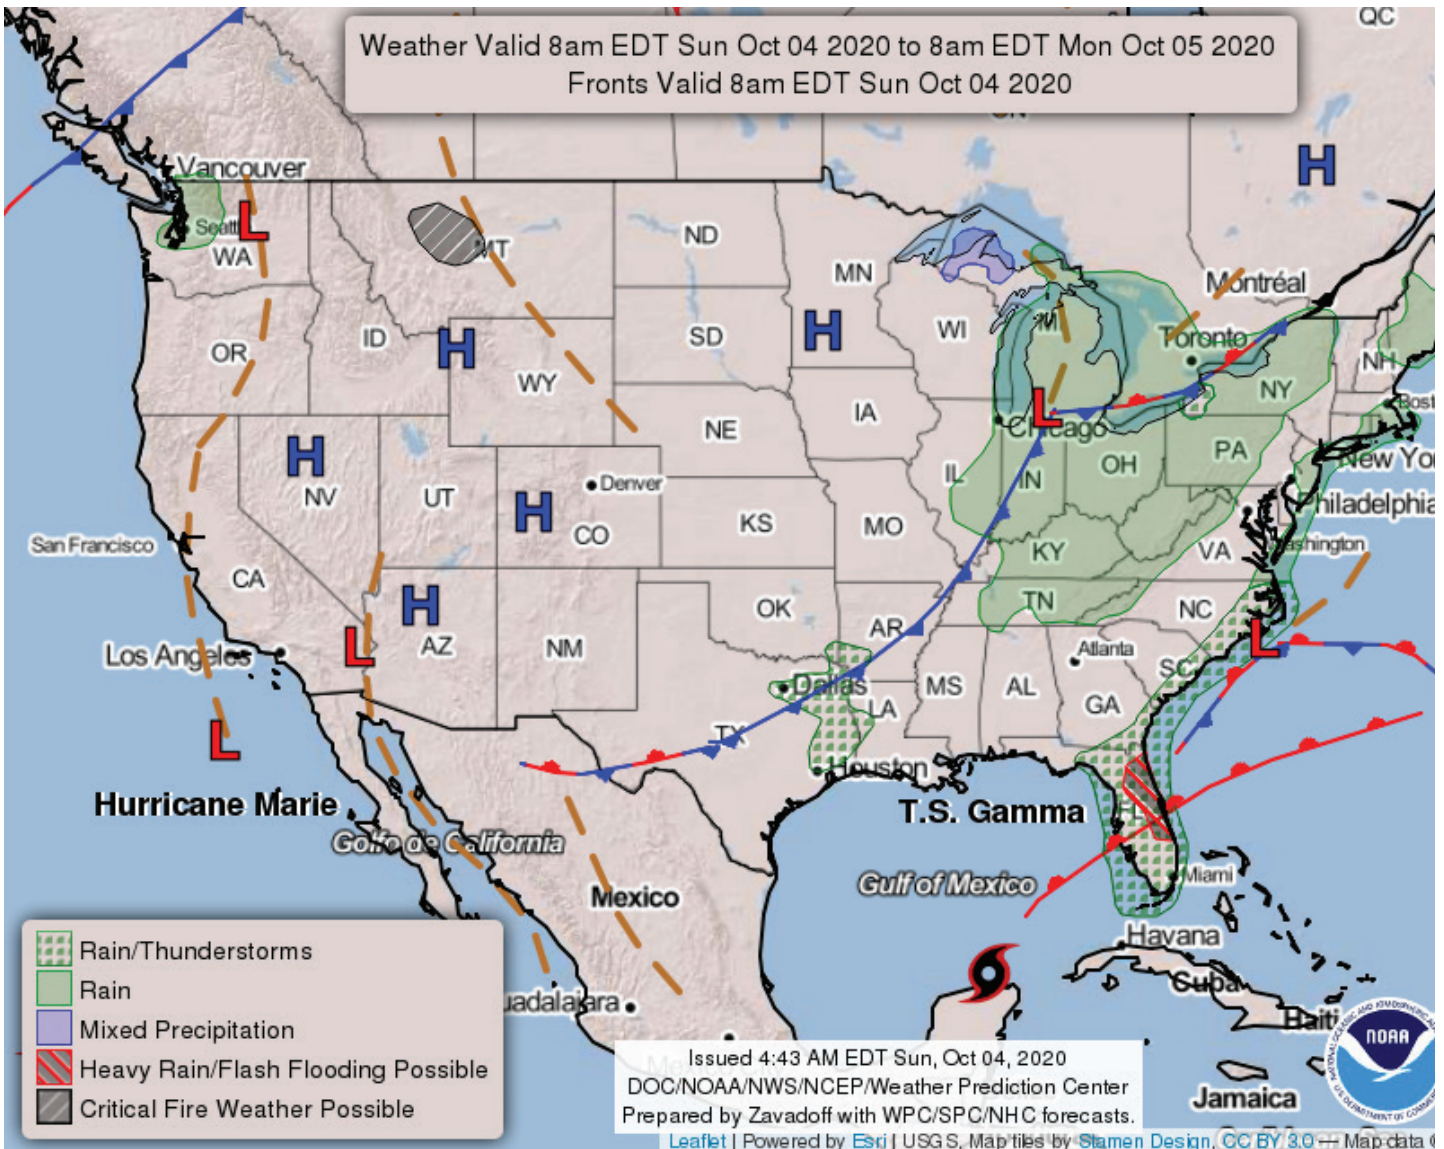 QC
Weather Valid 8am EDT Sun Oct 04 2020 to 8am EDT Mon Oct 05 2020
Fronts Valid 8am EDT Sun Oct 04 2020
H
Vancouver
L
WA
MT
ND
MN
Montréal
H
OR
ID
H
WY
SD
WI
Toronto
NH
NE
IA
L
Chicago
NY
H
NV
UT
H
Denver
CO
KS
MO
IL
IN
OH
PA
San Francisco
CA
KY
VA
H
AZ
NM
OK
AR
TN
NC
Los Angeles
L
Dallas
LA
MS
AL
Atlanta
GA
SC
L
L
TX
Houston
Hurricane Marie
T.S. Gamma
FL
Golfo de California
Mexico
Gulf of Mexico
Miami
Havana
Cuba
Haiti
Jamaica
Rain/Thunderstorms
Rain
Mixed Precipitation
Heavy Rain/Flash Flooding Possible
Critical Fire Weather Possible
NOAA
Issued 4:43 AM EDT Sun, Oct 04, 2020
DOC/NOAA/NWS/NCEP/Weather Prediction Center
Prepared by Zavadoff with WPC/SPC/NHC forecasts.
Leaflet | Powered by Esri | USGS, Map tiles by Stamen Design, CC BY 3.0 — Map data ©